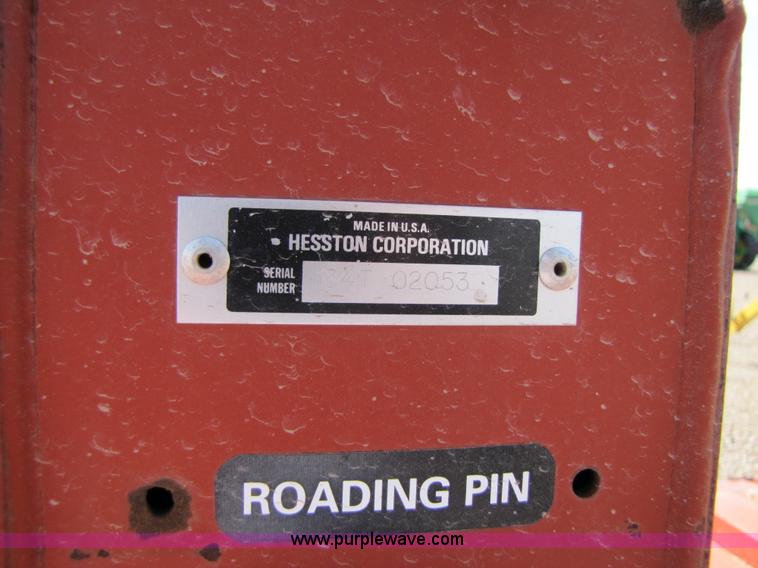 MADE IN U.S.A.
HESSTON CORPORATION
SERIAL
NUMBER
02053
ROADING PIN
www.purplewave.com